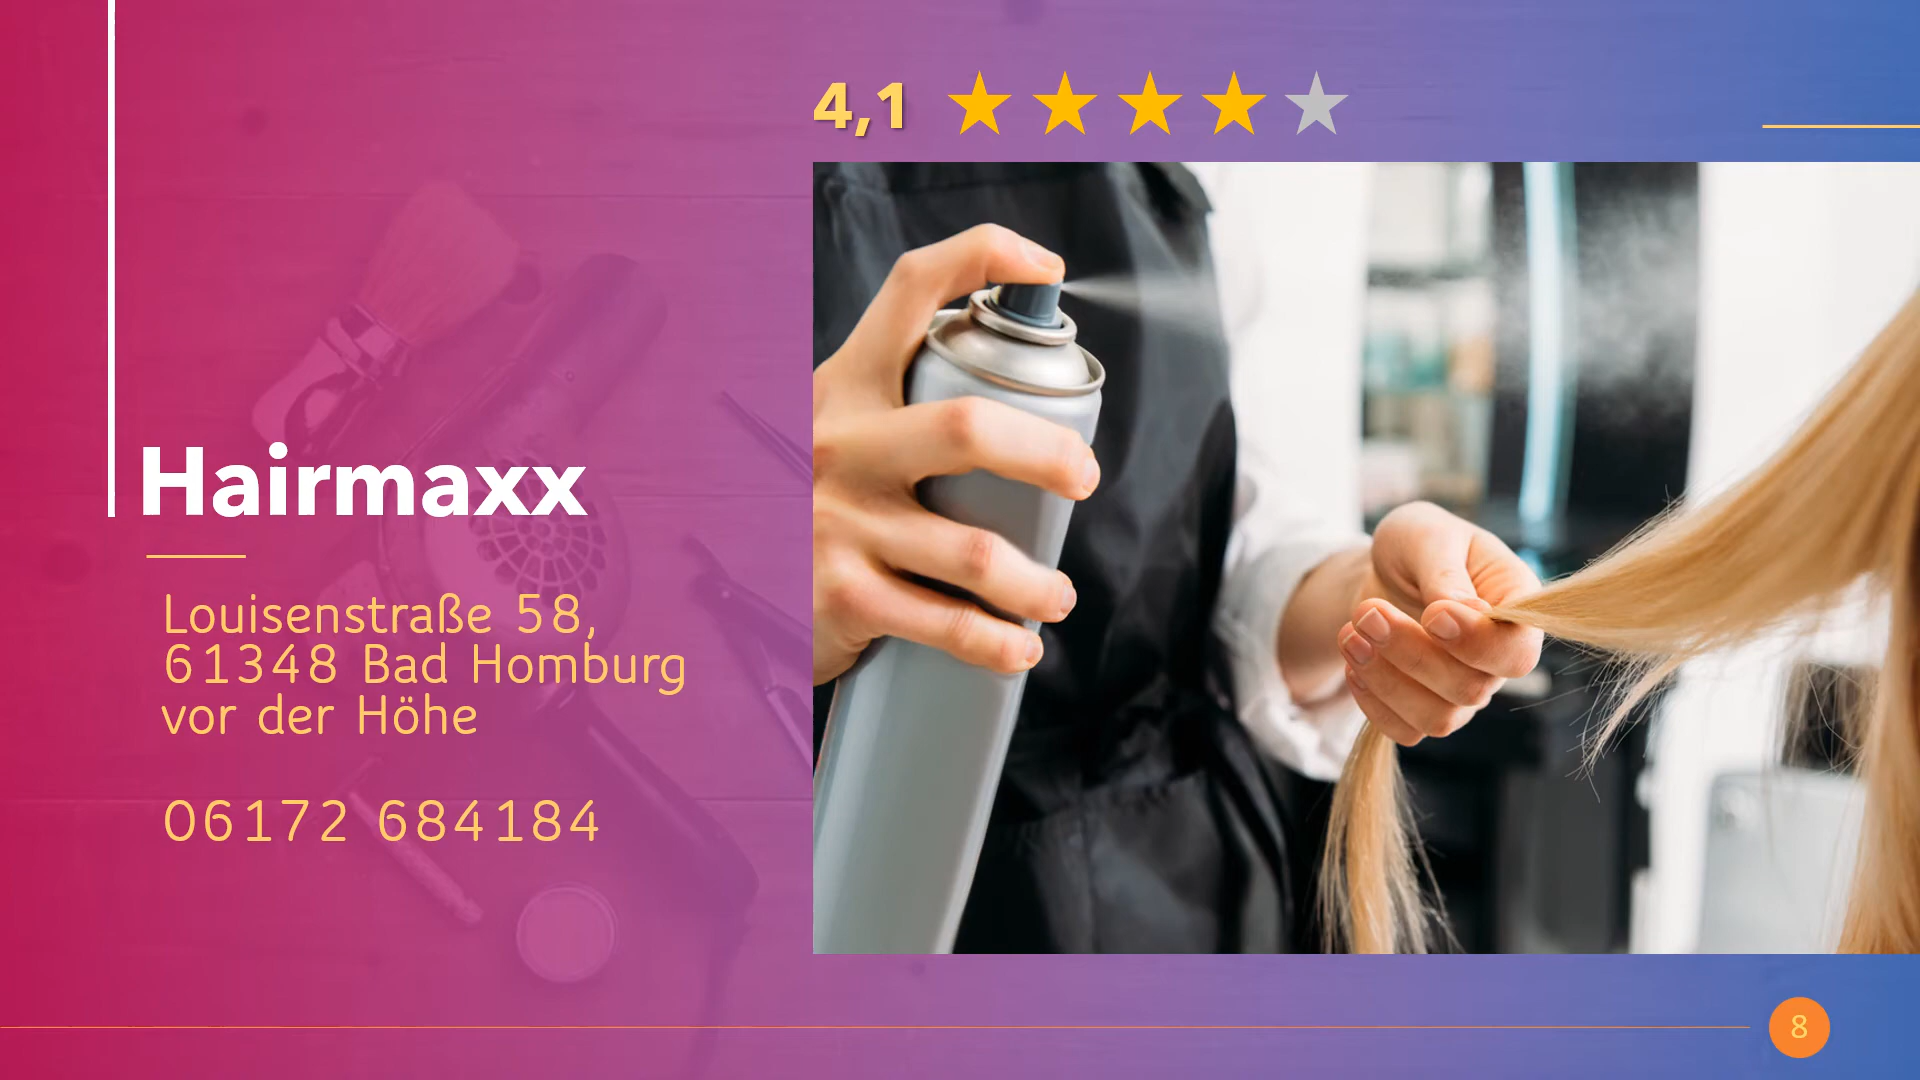 4,1
Hairmaxx
Louisenstraße 58,
61348 Bad Homburg
vor der Höhe
06172 684184
8